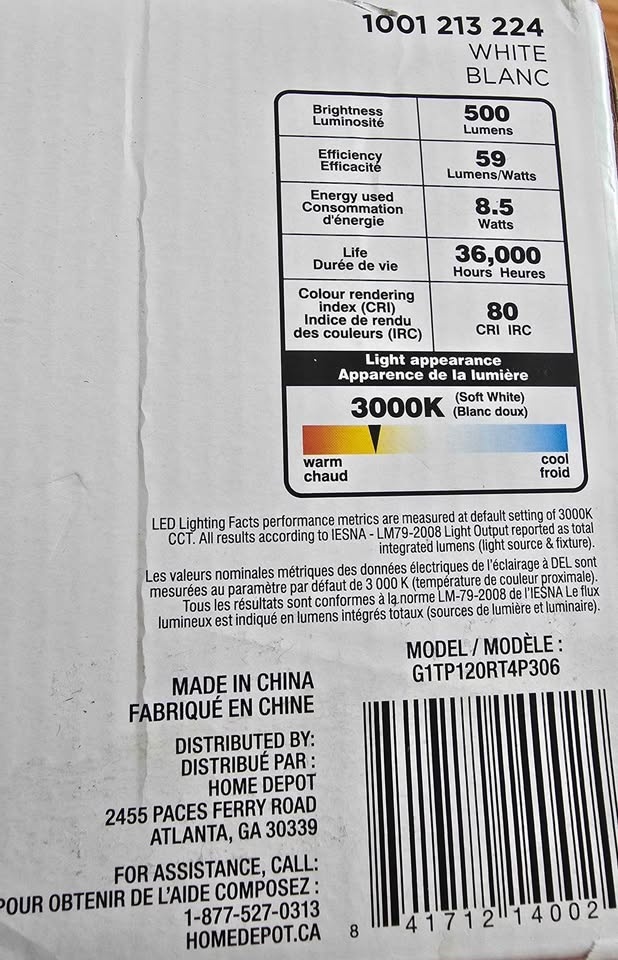 1001 213 224
WHITE
BLANC
Brightness
Luminosité
500
Lumens
Efficiency
Efficacité
59
Lumens/Watts
Energy used
Consommation
d'énergie
8.5
Watts
Life
Durée de vie
36,000
Hours Heures
Colour rendering
index (CRI)
Indice de rendu
des couleurs (IRC)
80
CRI IRC
Light appearance
Apparence de la lumière
3000K (Soft White)
(Blanc doux)
warm
chaud
cool
froid
LED Lighting Facts performance metrics are measured at default setting of 3000K
CCT. All results according to IESNA - LM79-2008 Light Output reported as total
integrated lumens (light source & fixture).
Les valeurs nominales métriques des données électriques de l'éclairage à DEL sont
mesurées au paramètre par défaut de 3 000 K (température de couleur proximale).
Tous les résultats sont conformes à la norme LM-79-2008 de l'IESNA Le flux
lumineux est indiqué en lumens intégrés totaux (sources de lumière et luminaire).
MODEL / MODÈLE :
G1TP120RT4P306
MADE IN CHINA
FABRIQUÉ EN CHINE
DISTRIBUTED BY:
DISTRIBUÉ PAR :
HOME DEPOT
2455 PACES FERRY ROAD
ATLANTA, GA 30339
FOR ASSISTANCE, CALL:
POUR OBTENIR DE L'AIDE COMPOSEZ :
1-877-527-0313
HOMEDEPOT.CA
8 41712 14002